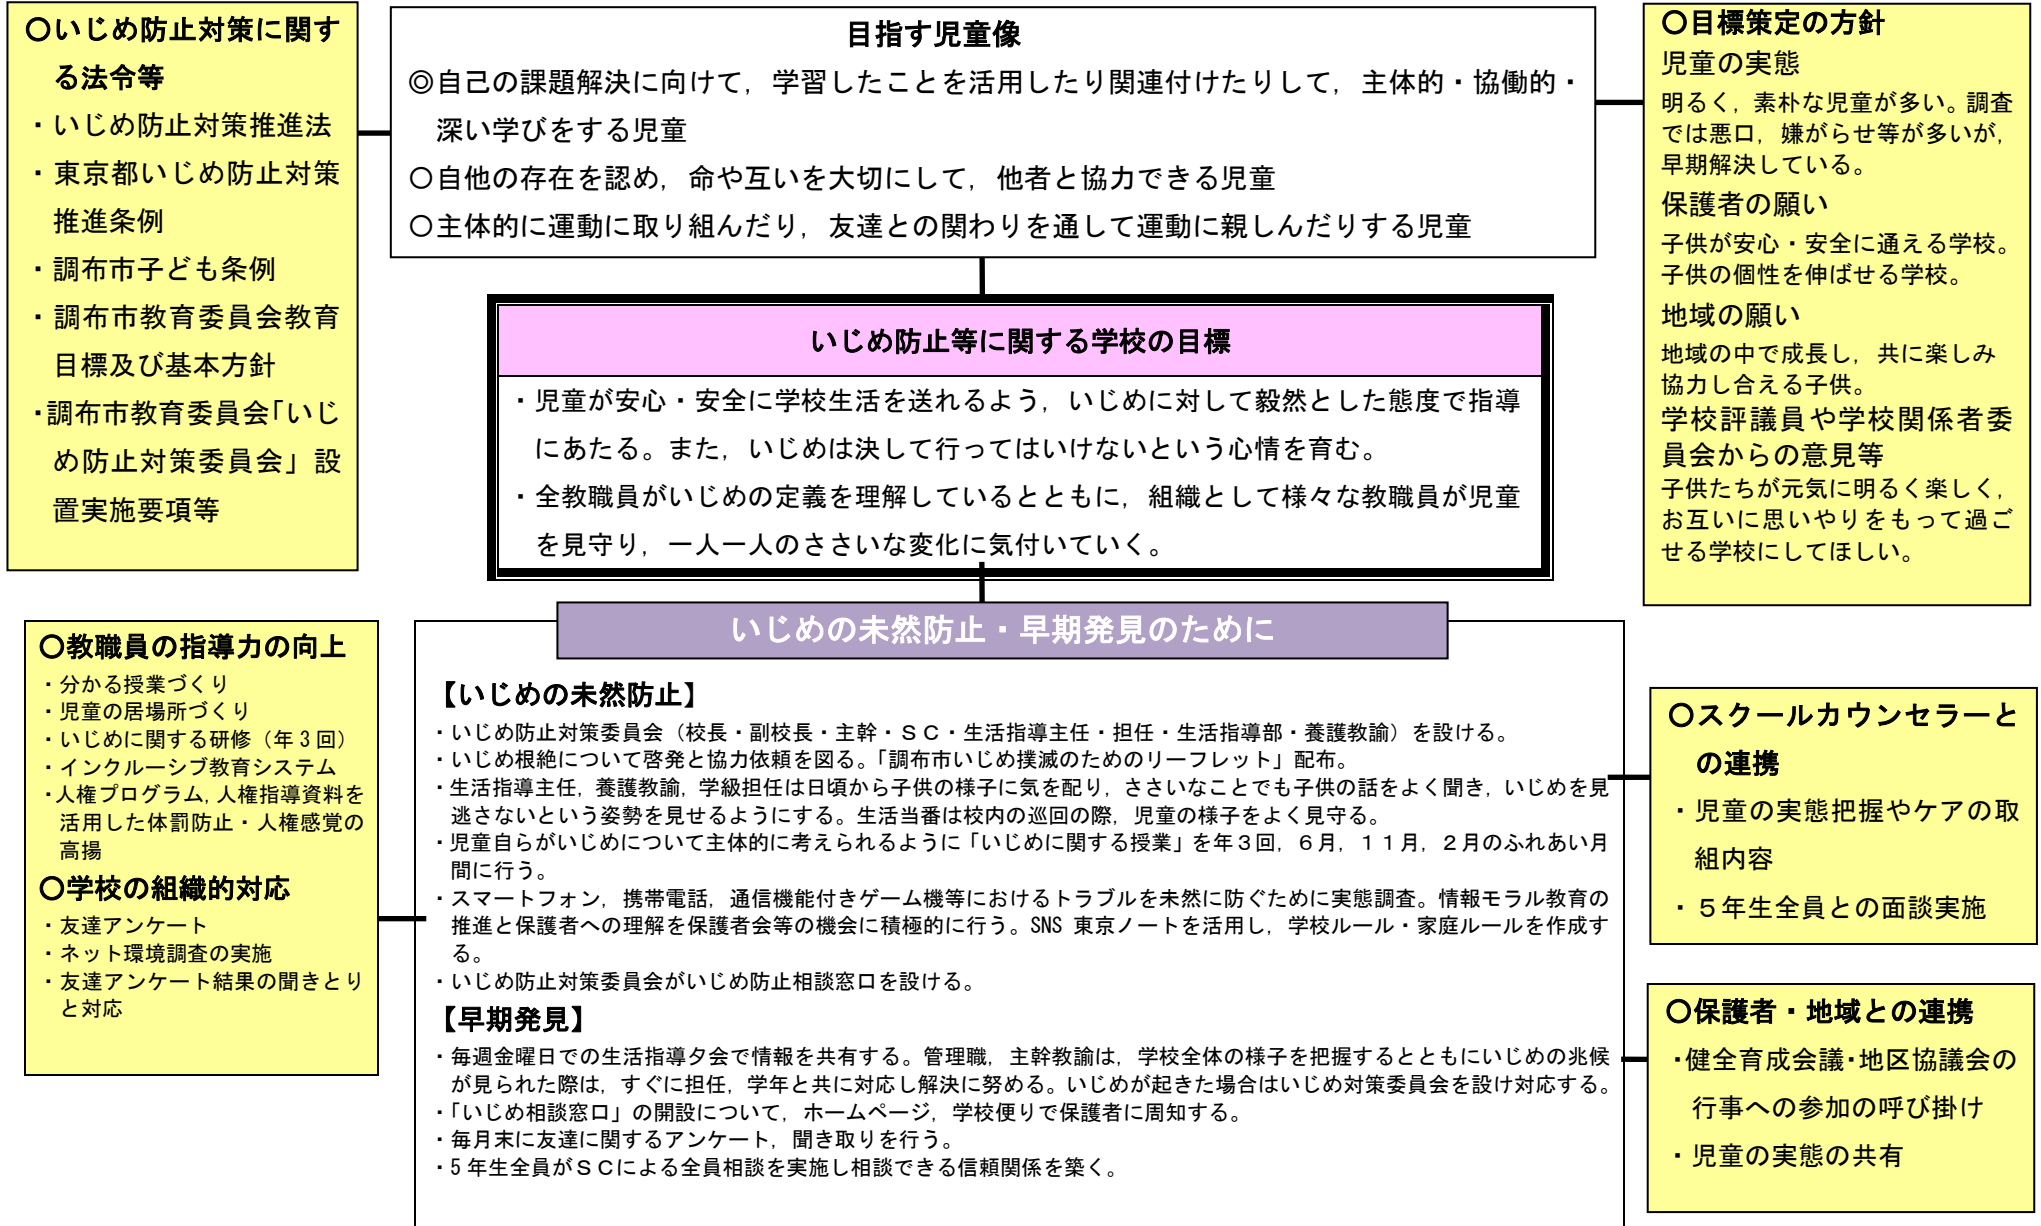 〇いじめ防止対策に関す
る法令等
・いじめ防止対策推進法
・東京都いじめ防止対策
推進条例
・調布市子ども条例
・調布市教育委員会教育
目標及び基本方針
・調布市教育委員会「いじ
め防止対策委員会」設
置実施要項等
目指す児童像
◎自己の課題解決に向けて，学習したことを活用したり関連付けたりして，主体的・協働的・
深い学びをする児童
〇自他の存在を認め，命や互いを大切にして，他者と協力できる児童
〇主体的に運動に取り組んだり，友達との関わりを通して運動に親しんだりする児童
〇目標策定の方針
児童の実態
明るく，素朴な児童が多い。調査
では悪口，嫌がらせ等が多いが，
早期解決している。
保護者の願い
子供が安心・安全に通える学校。
子供の個性を伸ばせる学校。
地域の願い
地域の中で成長し，共に楽しみ
協力し合える子供。
学校評議員や学校関係者委
員会からの意見等
子供たちが元気に明るく楽しく，
お互いに思いやりをもって過ご
せる学校にしてほしい。
いじめ防止等に関する学校の目標
・児童が安心・安全に学校生活を送れるよう，いじめに対して毅然とした態度で指導
にあたる。また，いじめは決して行ってはいけないという心情を育む。
・全教職員がいじめの定義を理解しているとともに，組織として様々な教職員が児童
を見守り，一人一人のささいな変化に気付いていく。
いじめの未然防止・早期発見のために
〇教職員の指導力の向上
・分かる授業づくり
・児童の居場所づくり
・いじめに関する研修（年3回）
・インクルーシブ教育システム
・人権プログラム，人権指導資料を
活用した体罰防止・人権感覚の
高揚
〇学校の組織的対応
・友達アンケート
・ネット環境調査の実施
・友達アンケート結果の聞きとり
と対応
【いじめの未然防止】
・いじめ防止対策委員会（校長・副校長・主幹・ＳＣ・生活指導主任・担任・生活指導部・養護教諭）を設ける。
・いじめ根絶について啓発と協力依頼を図る。「調布市いじめ撲滅のためのリーフレット」配布。
・生活指導主任，養護教諭，学級担任は日頃から子供の様子に気を配り，ささいなことでも子供の話をよく聞き，いじめを見
逃さないという姿勢を見せるようにする。生活当番は校内の巡回の際，児童の様子をよく見守る。
・児童自らがいじめについて主体的に考えられるように「いじめに関する授業」を年３回，６月，１１月，２月のふれあい月
間に行う。
・スマートフォン，携帯電話，通信機能付きゲーム機等におけるトラブルを未然に防ぐために実態調査。情報モラル教育の
推進と保護者への理解を保護者会等の機会に積極的に行う。SNS 東京ノートを活用し，学校ルール・家庭ルールを作成す
る。
・いじめ防止対策委員会がいじめ防止相談窓口を設ける。
【早期発見】
・毎週金曜日での生活指導夕会で情報を共有する。管理職，主幹教諭は，学校全体の様子を把握するとともにいじめの兆候
が見られた際は，すぐに担任，学年と共に対応し解決に努める。いじめが起きた場合はいじめ対策委員会を設け対応する。
・「いじめ相談窓口」の開設について，ホームページ，学校便りで保護者に周知する。
・毎月末に友達に関するアンケート，聞き取りを行う。
・5年生全員がＳＣによる全員相談を実施し相談できる信頼関係を築く。
〇スクールカウンセラーと
の連携
・児童の実態把握やケアの取
組内容
・５年生全員との面談実施
〇保護者・地域との連携
・健全育成会議・地区協議会の
行事への参加の呼び掛け
・児童の実態の共有